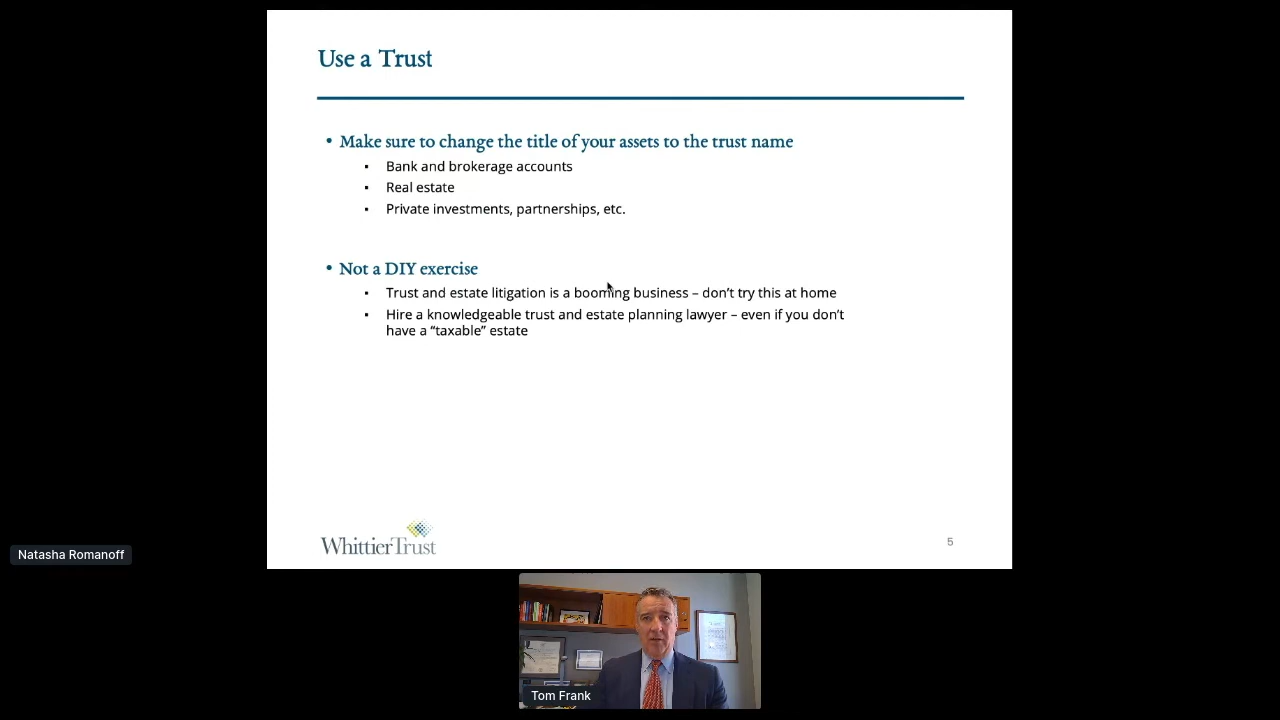 Use a Trust
• Make sure to change the title of your assets to the trust name
▪ Bank and brokerage accounts
▪ Real estate
▪ Private investments, partnerships, etc.
• Not a DIY exercise
▪ Trust and estate litigation is a booming business – don’t try this at home
▪ Hire a knowledgeable trust and estate planning lawyer – even if you don’t
have a “taxable” estate
WhittierTrust
5
Natasha Romanoff
Tom Frank